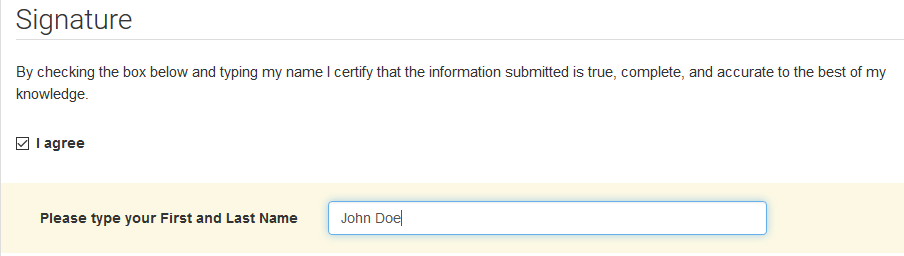 Signature
By checking the box below and typing my name I certify that the information submitted is true, complete, and accurate to the best of my
knowledge.
I agree
Please type your First and Last Name John Doe